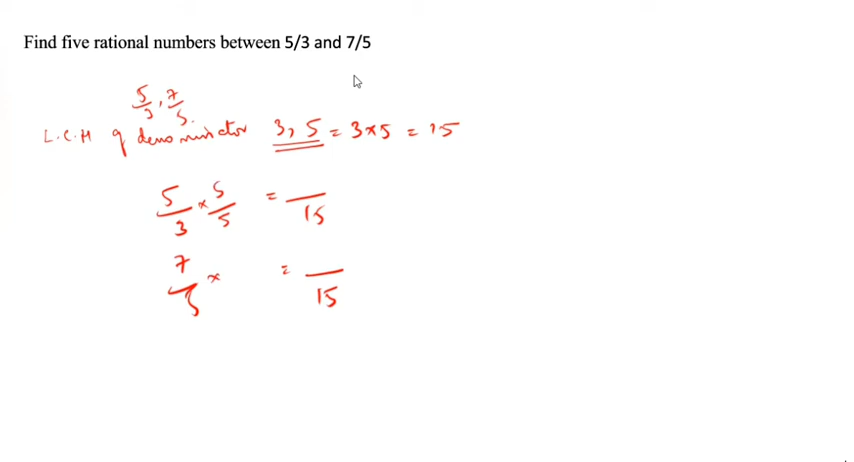 Find five rational numbers between 5/3 and 7/5
5/3, 7/5.
L.C.M of denominator 3, 5 = 3×5 = 15
5/3 × 5/5 = /15
7/5 × = /15